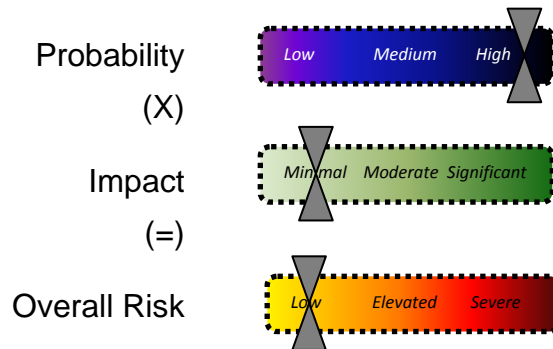 Probability
Low Medium High
(X)
Impact
Minimal Moderate Significant
(=)
Overall Risk
Low Elevated Severe